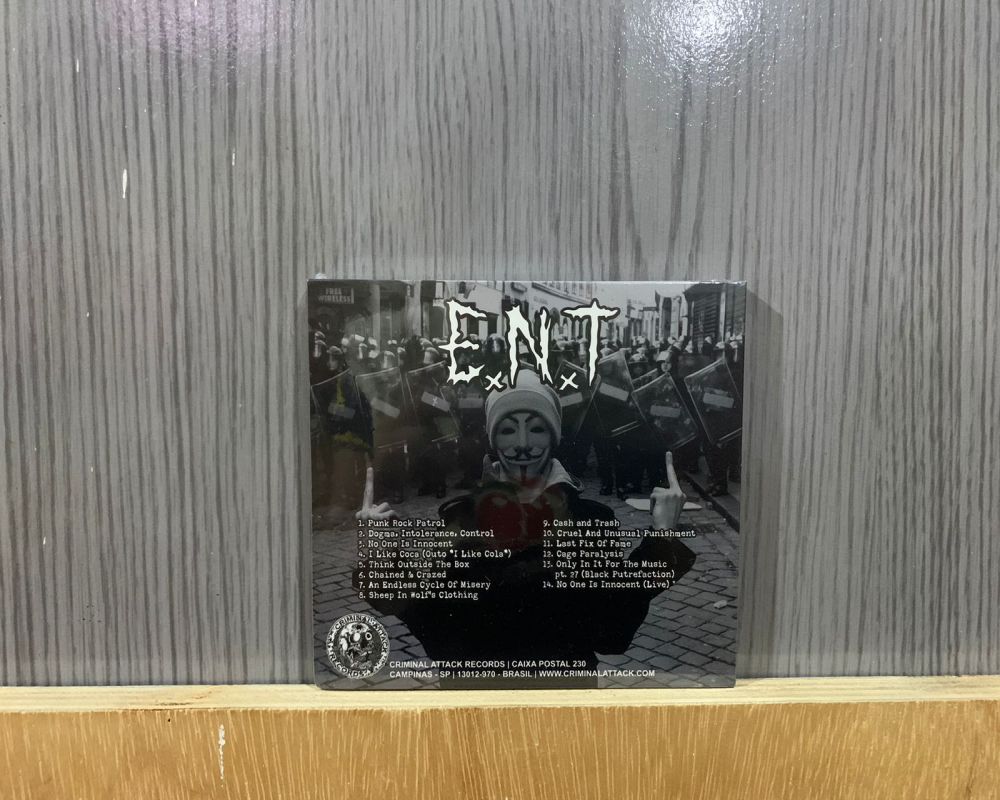 FREE
WIRELESS
E.N.T
1. Punk Rock Patrol
2. Dogma, Intolerance, Control
3. No One Is Innocent
4. I Like Coca (Outo "I Like Cola")
5. Think Outside The Box
6. Chained & Crazed
7. An Endless Cycle Of Misery
8. Sheep In Wolf's Clothing
9. Cash and Trash
10. Cruel And Unusual Punishment
11. Last Fix Of Fame
12. Cage Paralysis
13. Only In It For The Music
pt. 27 (Black Putrefaction)
14. No One Is Innocent (Live)
CRIMINAL ATTACK
RECORDS
CRIMINAL ATTACK RECORDS | CAIXA POSTAL 230
CAMPINAS - SP | 13012-970 - BRASIL | WWW.CRIMINALATTACK.COM